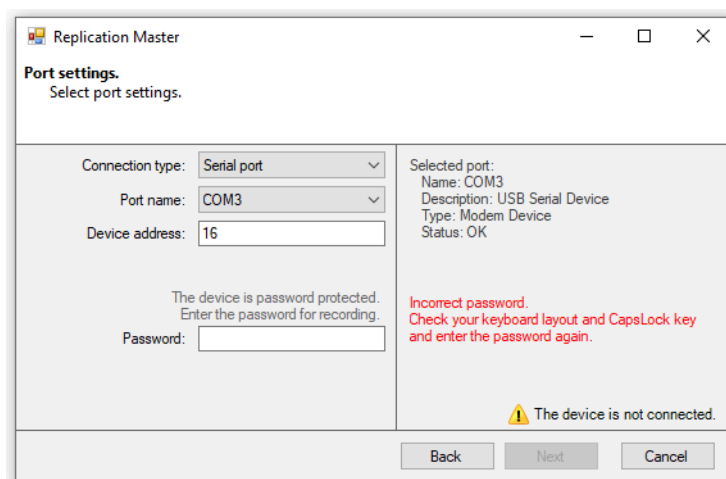 Replication Master
Port settings.
Select port settings.
Connection type: Serial port
Port name: COM3
Device address: 16
The device is password protected.
Enter the password for recording.
Password:
Selected port:
Name: COM3
Description: USB Serial Device
Type: Modem Device
Status: OK
Incorrect password.
Check your keyboard layout and CapsLock key
and enter the password again.
The device is not connected.
Back Next Cancel